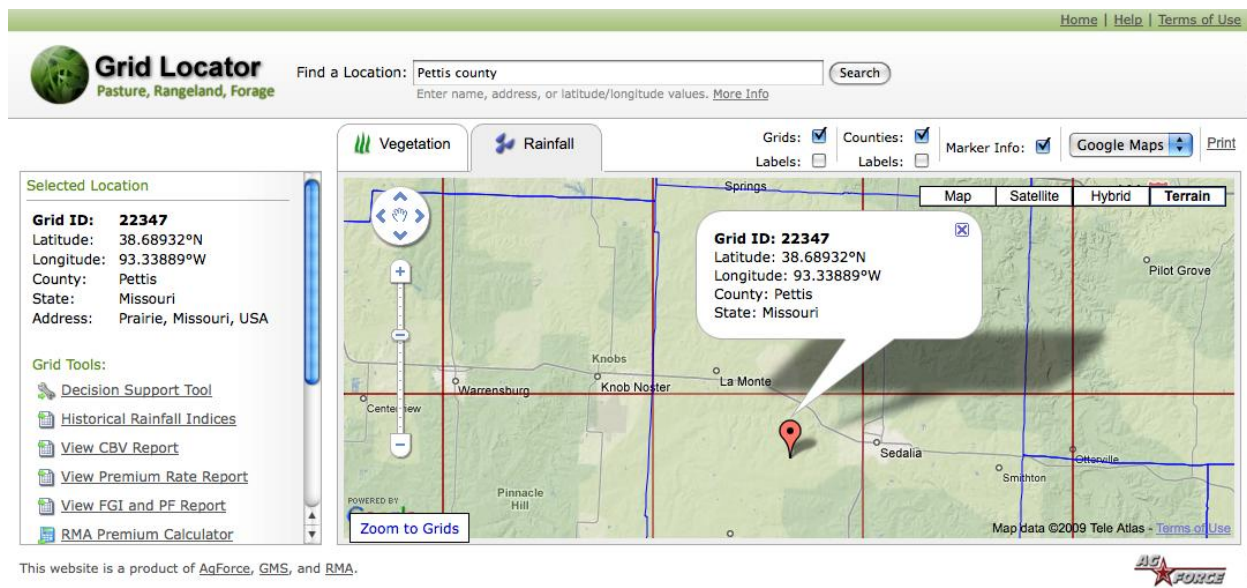 Home | Help | Terms of Use
Grid Locator
Pasture, Rangeland, Forage
Find a Location: Pettis county Search
Enter name, address, or latitude/longitude values. More Info
Vegetation Rainfall
Grids: Counties: Marker Info: Google Maps Print
Labels: Labels:
Selected Location
Grid ID: 22347
Latitude: 38.68932°N
Longitude: 93.33889°W
County: Pettis
State: Missouri
Address: Prairie, Missouri, USA
Grid Tools:
Decision Support Tool
Historical Rainfall Indices
View CBV Report
View Premium Rate Report
View FGI and PF Report
RMA Premium Calculator
Springs
Map Satellite Hybrid Terrain
Grid ID: 22347
Latitude: 38.68932°N
Longitude: 93.33889°W
County: Pettis
State: Missouri
Pilot Grove
Knobs
Warrensburg
Knob Noster
La Monte
Sedalia
Otterville
Smithton
Pinnacle
Hill
POWERED BY
Zoom to Grids
Map data ©2009 Tele Atlas - Terms of Use
This website is a product of AgForce, GMS, and RMA.
AG
FORCE